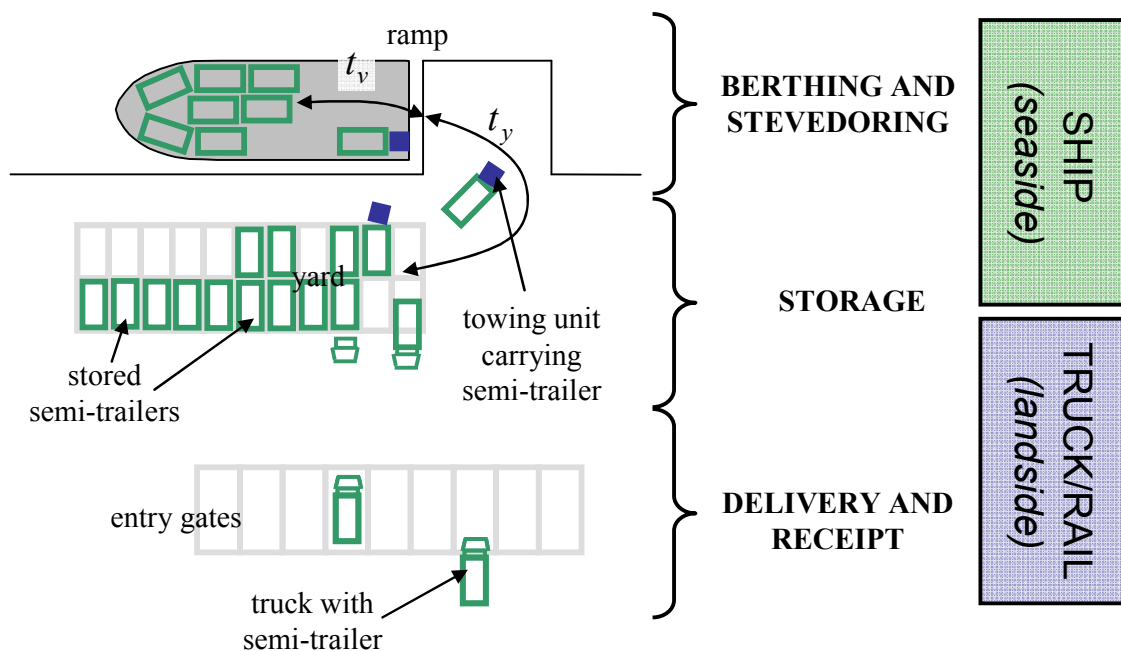 ramp
t_v
t_y
yard
stored
semi-trailers
towing unit
carrying
semi-trailer
entry gates
truck with
semi-trailer
BERTHING AND
STEVEDORING
STORAGE
DELIVERY AND
RECEIPT
SHIP
(seaside)
TRUCK/RAIL
(landside)